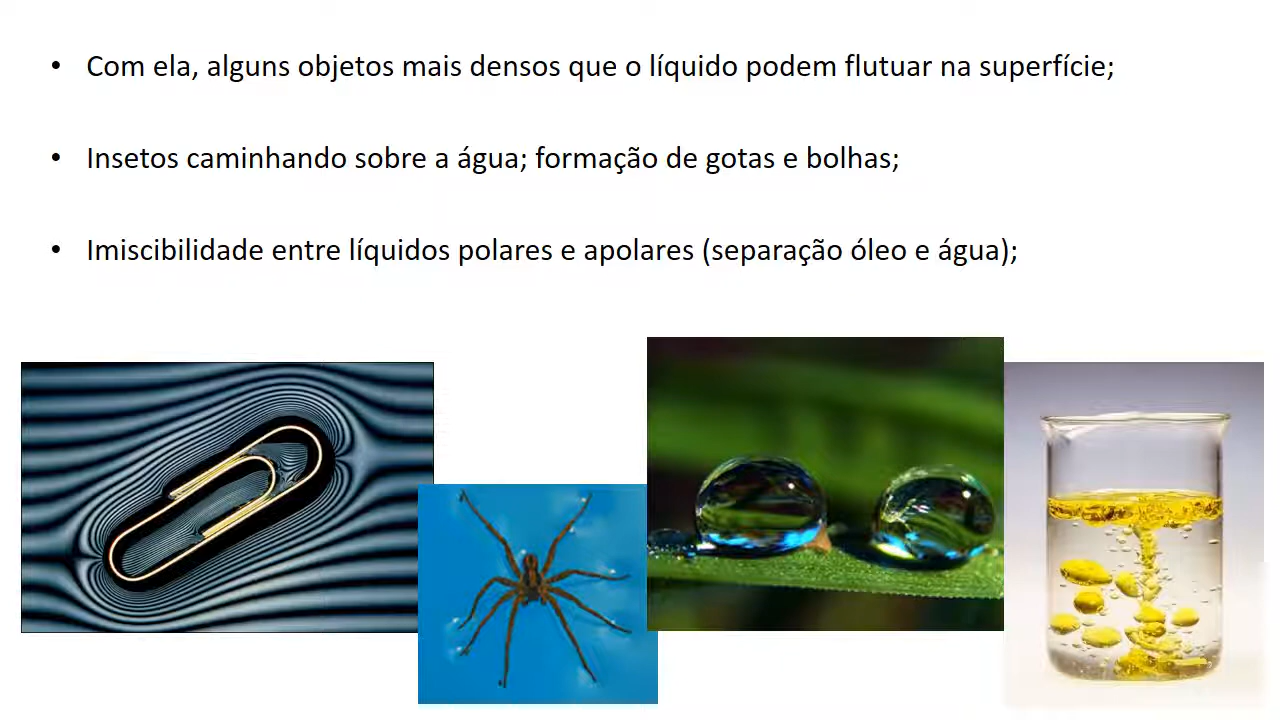 • Com ela, alguns objetos mais densos que o líquido podem flutuar na superfície;
• Insetos caminhando sobre a água; formação de gotas e bolhas;
• Imiscibilidade entre líquidos polares e apolares (separação óleo e água);